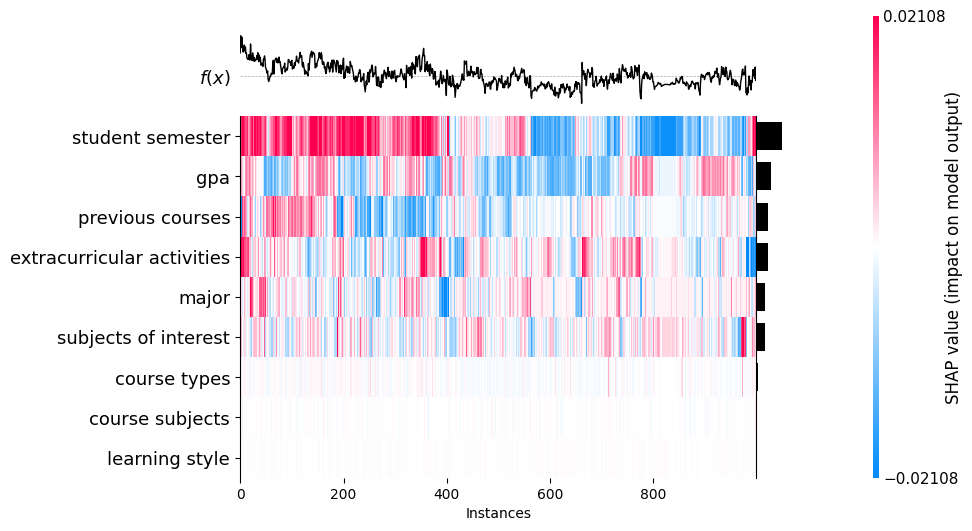 0.02108
f(x)
student semester
gpa
previous courses
extracurricular activities
major
subjects of interest
course types
course subjects
learning style
0 200 400 600 800
Instances
−0.02108
SHAP value (impact on model output)